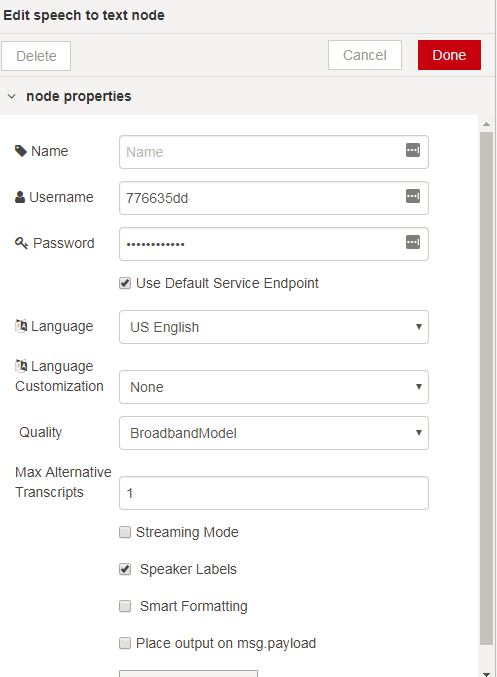 Edit speech to text node
Delete Cancel Done
node properties
Name Name
Username 776635dd
Password ••••••••••••
Use Default Service Endpoint
Language US English
Language
Customization None
Quality BroadbandModel
Max Alternative
Transcripts 1
Streaming Mode
Speaker Labels
Smart Formatting
Place output on msg.payload